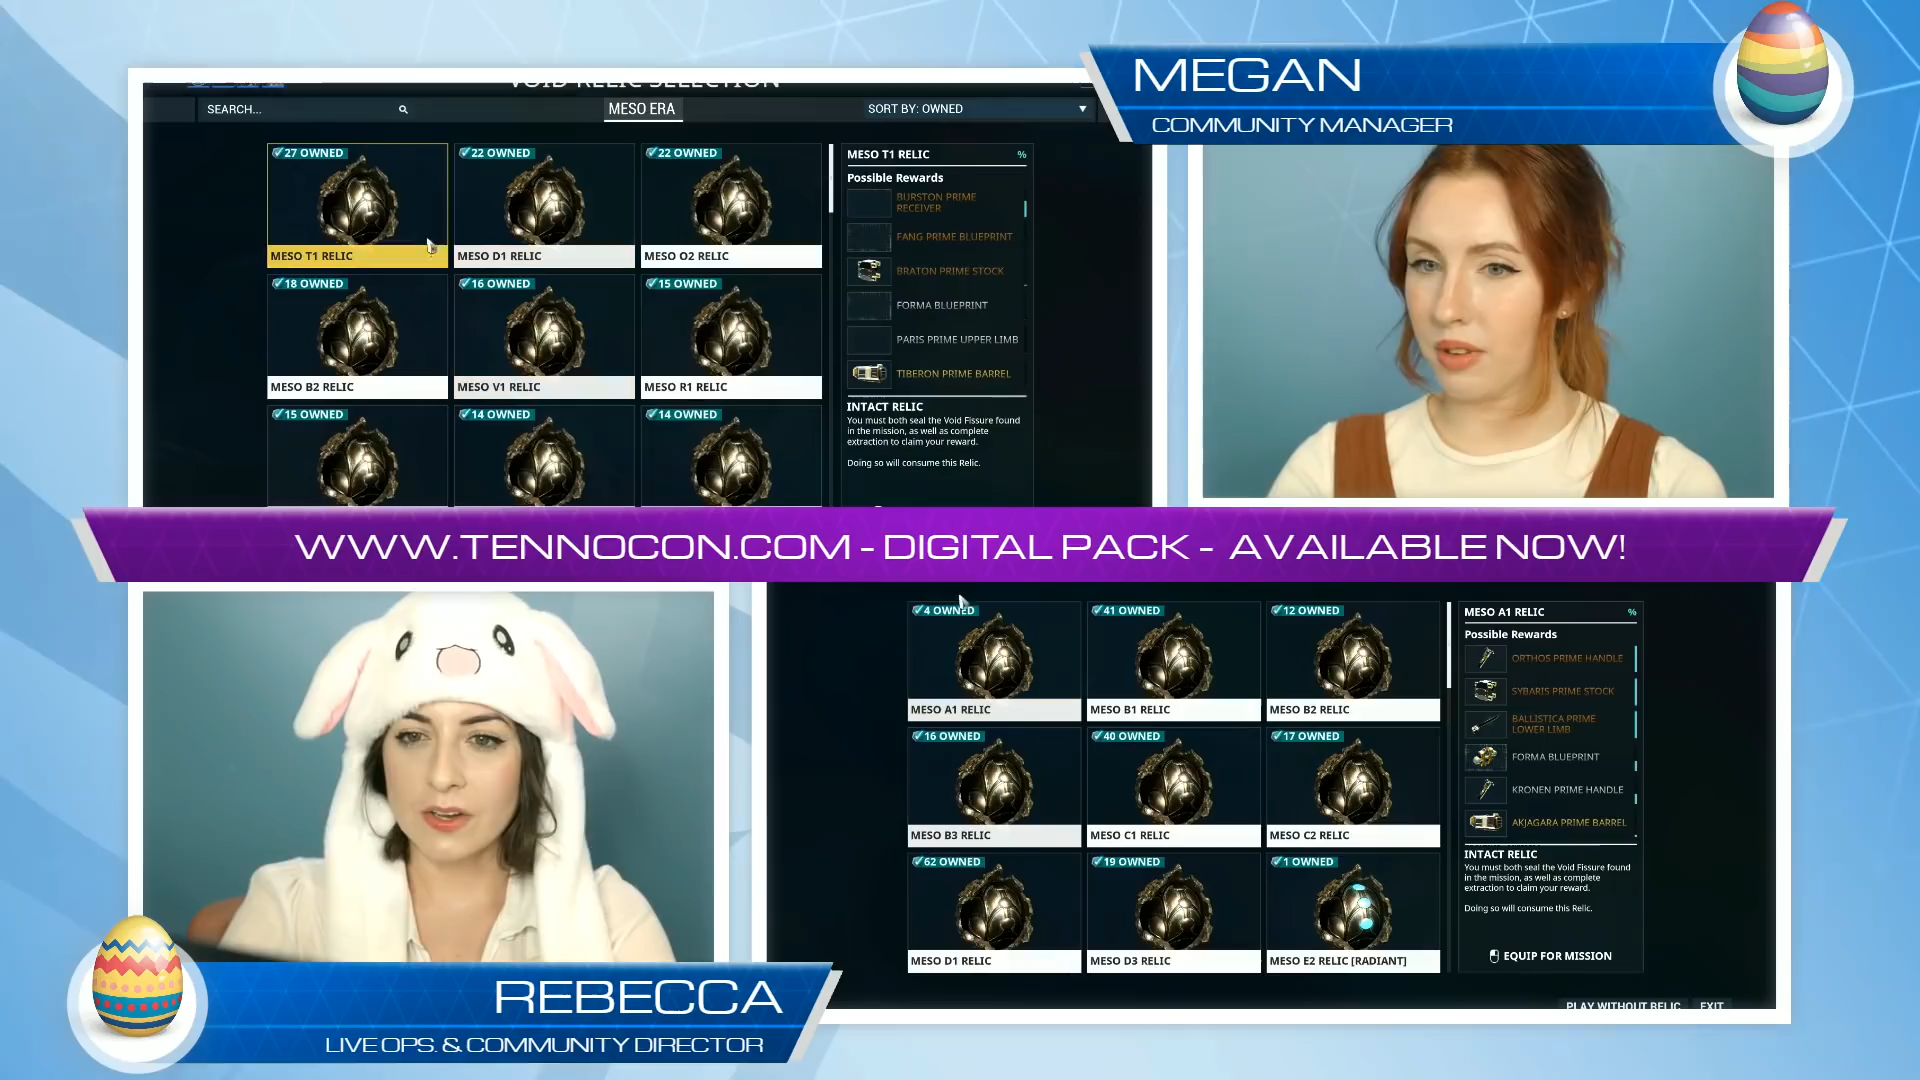 MEGAN
COMMUNITY MANAGER
VOID RELIC SELECTION
SEARCH...
MESO ERA
SORT BY: OWNED
27 OWNED
22 OWNED
22 OWNED
MESO T1 RELIC
MESO D1 RELIC
MESO O2 RELIC
18 OWNED
16 OWNED
15 OWNED
MESO B2 RELIC
MESO V1 RELIC
MESO R1 RELIC
15 OWNED
14 OWNED
14 OWNED
MESO T1 RELIC %
Possible Rewards
BURSTON PRIME
RECEIVER
FANG PRIME BLUEPRINT
BRATON PRIME STOCK
FORMA BLUEPRINT
PARIS PRIME UPPER LIMB
TIBERON PRIME BARREL
INTACT RELIC
You must both seal the Void Fissure found
in the mission, as well as complete
extraction to claim your reward.
Doing so will consume this Relic.
WWW.TENNOCON.COM - DIGITAL PACK - AVAILABLE NOW!
4 OWNED
41 OWNED
12 OWNED
MESO A1 RELIC
MESO B1 RELIC
MESO B2 RELIC
16 OWNED
40 OWNED
17 OWNED
MESO B3 RELIC
MESO C1 RELIC
MESO C2 RELIC
62 OWNED
19 OWNED
1 OWNED
MESO D1 RELIC
MESO D3 RELIC
MESO E2 RELIC [RADIANT]
MESO A1 RELIC %
Possible Rewards
ORTHOS PRIME HANDLE
SYBARIS PRIME STOCK
BALLISTICA PRIME
LOWER LIMB
FORMA BLUEPRINT
KRONEN PRIME HANDLE
AKJAGARA PRIME BARREL
INTACT RELIC
You must both seal the Void Fissure found
in the mission, as well as complete
extraction to claim your reward.
Doing so will consume this Relic.
EQUIP FOR MISSION
PLAY WITHOUT RELIC
EXIT
REBECCA
LIVE OPS. & COMMUNITY DIRECTOR